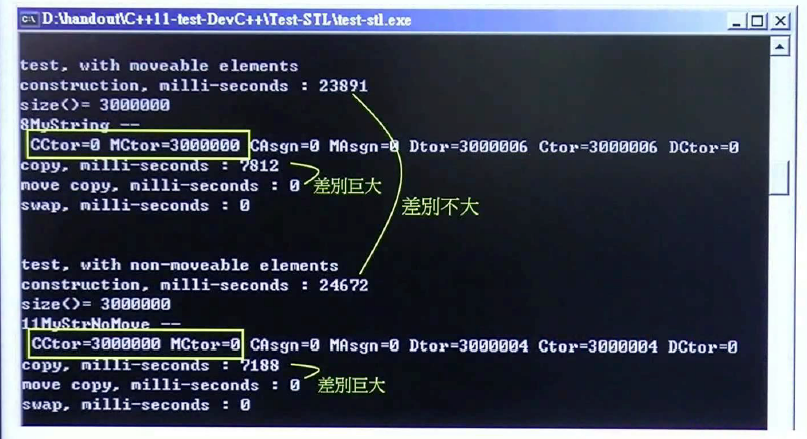 D:\handout\C++11-test-DevC++\Test-STL\test-stl.exe
test, with moveable elements
construction, milli-seconds : 23891
size()= 3000000
8MyString --
CCtor=0 MCtor=3000000 CAsgn=0 MAsgn=0 Dtor=3000006 Ctor=3000006 DCtor=0
copy, milli-seconds : 7812
move copy, milli-seconds : 0
差別巨大
swap, milli-seconds : 0
差別不大
test, with non-moveable elements
construction, milli-seconds : 24672
size()= 3000000
11MyStrNoMove --
CCtor=3000000 MCtor=0 CAsgn=0 MAsgn=0 Dtor=3000004 Ctor=3000004 DCtor=0
copy, milli-seconds : 7188
move copy, milli-seconds : 0
差別巨大
swap, milli-seconds : 0